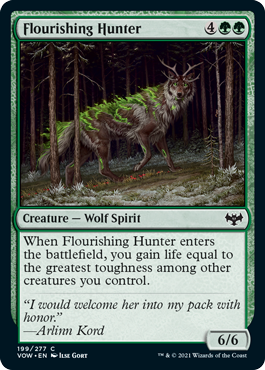 Flourishing Hunter 4
Creature — Wolf Spirit
When Flourishing Hunter enters
the battlefield, you gain life equal to
the greatest toughness among other
creatures you control.
“I would welcome her into my pack with
honor.”
—Arlinn Kord
6/6
199/277 C
VOW • EN Ilse Gort
™ & © 2021 Wizards of the Coast